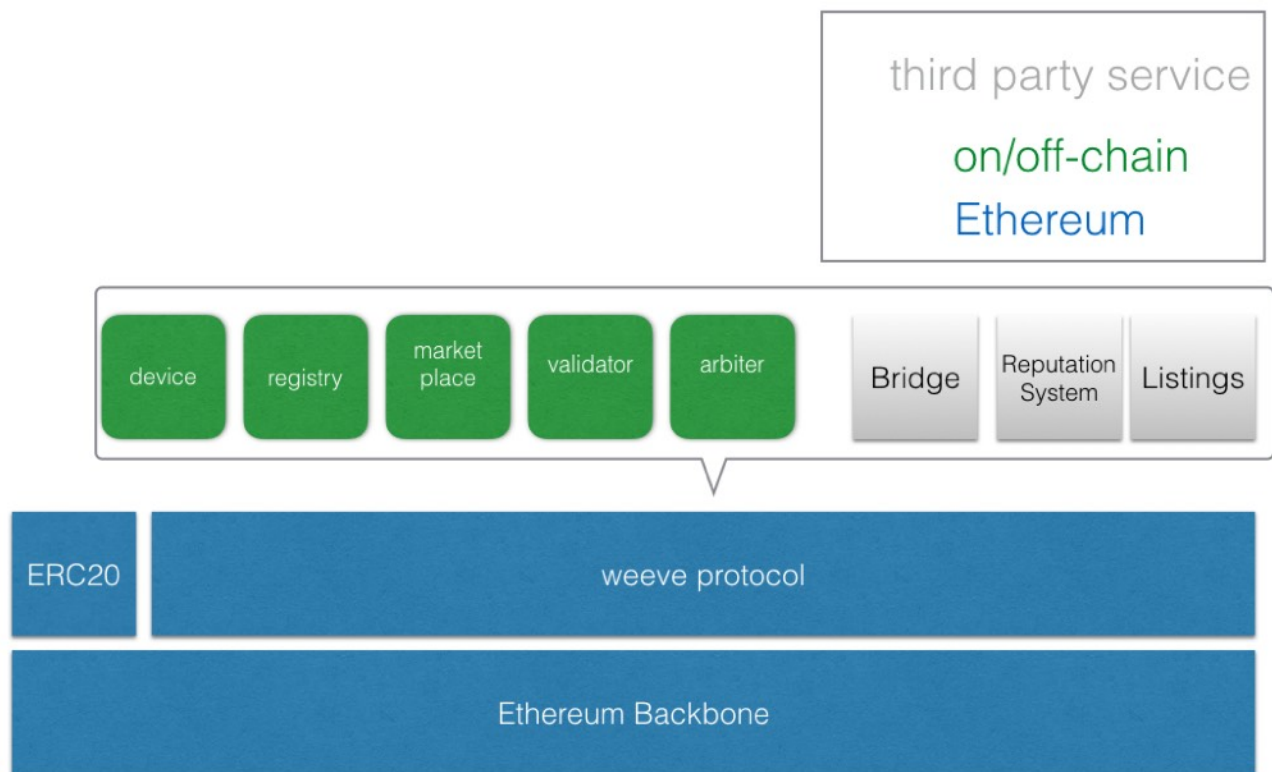 third party service
on/off-chain
Ethereum
device
registry
market
place
validator
arbiter
Bridge
Reputation
System
Listings
ERC20
weeve protocol
Ethereum Backbone